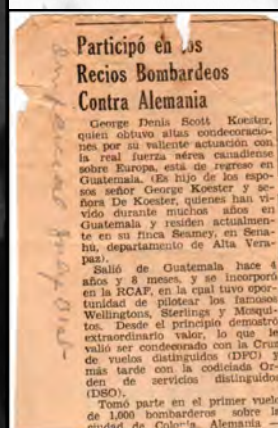 Participó en los
Recios Bombardeos
Contra Alemania
George Denis Scott Koester,
quien obtuvo altas condecoracio-
nes por su valiente actuación con
la real fuerza aérea canadiense
sobre Europa, está de regreso en
Guatemala. (Es hijo de los espo-
sos señor George Koester y se-
ñora De Koester, quienes han vi-
vido durante muchos años en
Guatemala y residen actualmen-
te en su finca Seamey, en Sena-
hú, departamento de Alta Vera-
paz).
Salió de Guatemala hace 4
años y 8 meses, y se incorporó
en la RCAF, en la cual tuvo opor-
tunidad de pilotear los famosos
Wellingtons, Sterlings y Mosqui-
tos. Desde el principio demostró
extraordinario valor, lo que le
valió ser condecorado con la Cruz
de vuelos distinguidos (DFC) y
más tarde con la codiciada Or-
den de servicios distinguidos
(DSO).
Tomó parte en el primer vuelo
de 1,000 bombarderos sobre la
ciudad de Colonia, Alemania